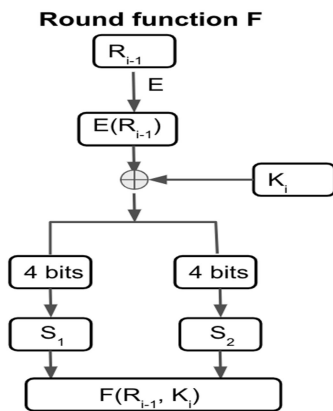 Round function F
R_{i-1}
E
E(R_{i-1})
K_i
4 bits 4 bits
S_1 S_2
F(R_{i-1}, K_i)